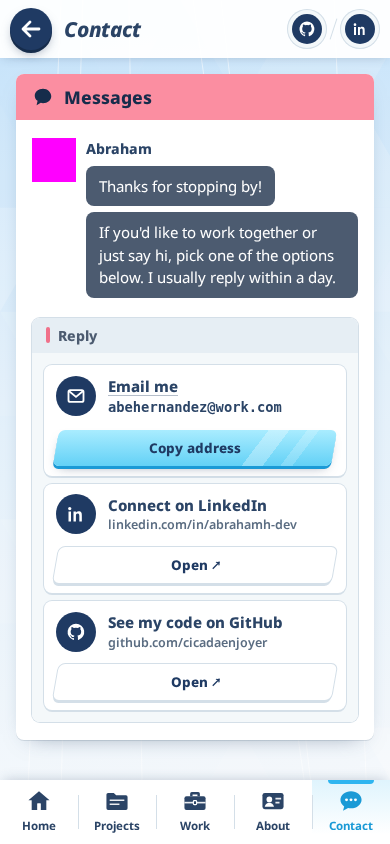 Contact
in
Messages
Abraham
Thanks for stopping by!
If you'd like to work together or
just say hi, pick one of the options
below. I usually reply within a day.
Reply
Email me
abehernandez@work.com
Copy address
in
Connect on LinkedIn
linkedin.com/in/abrahamh-dev
Open ↗
See my code on GitHub
github.com/cicadaenjoyer
Open ↗
Home
Projects
Work
About
Contact